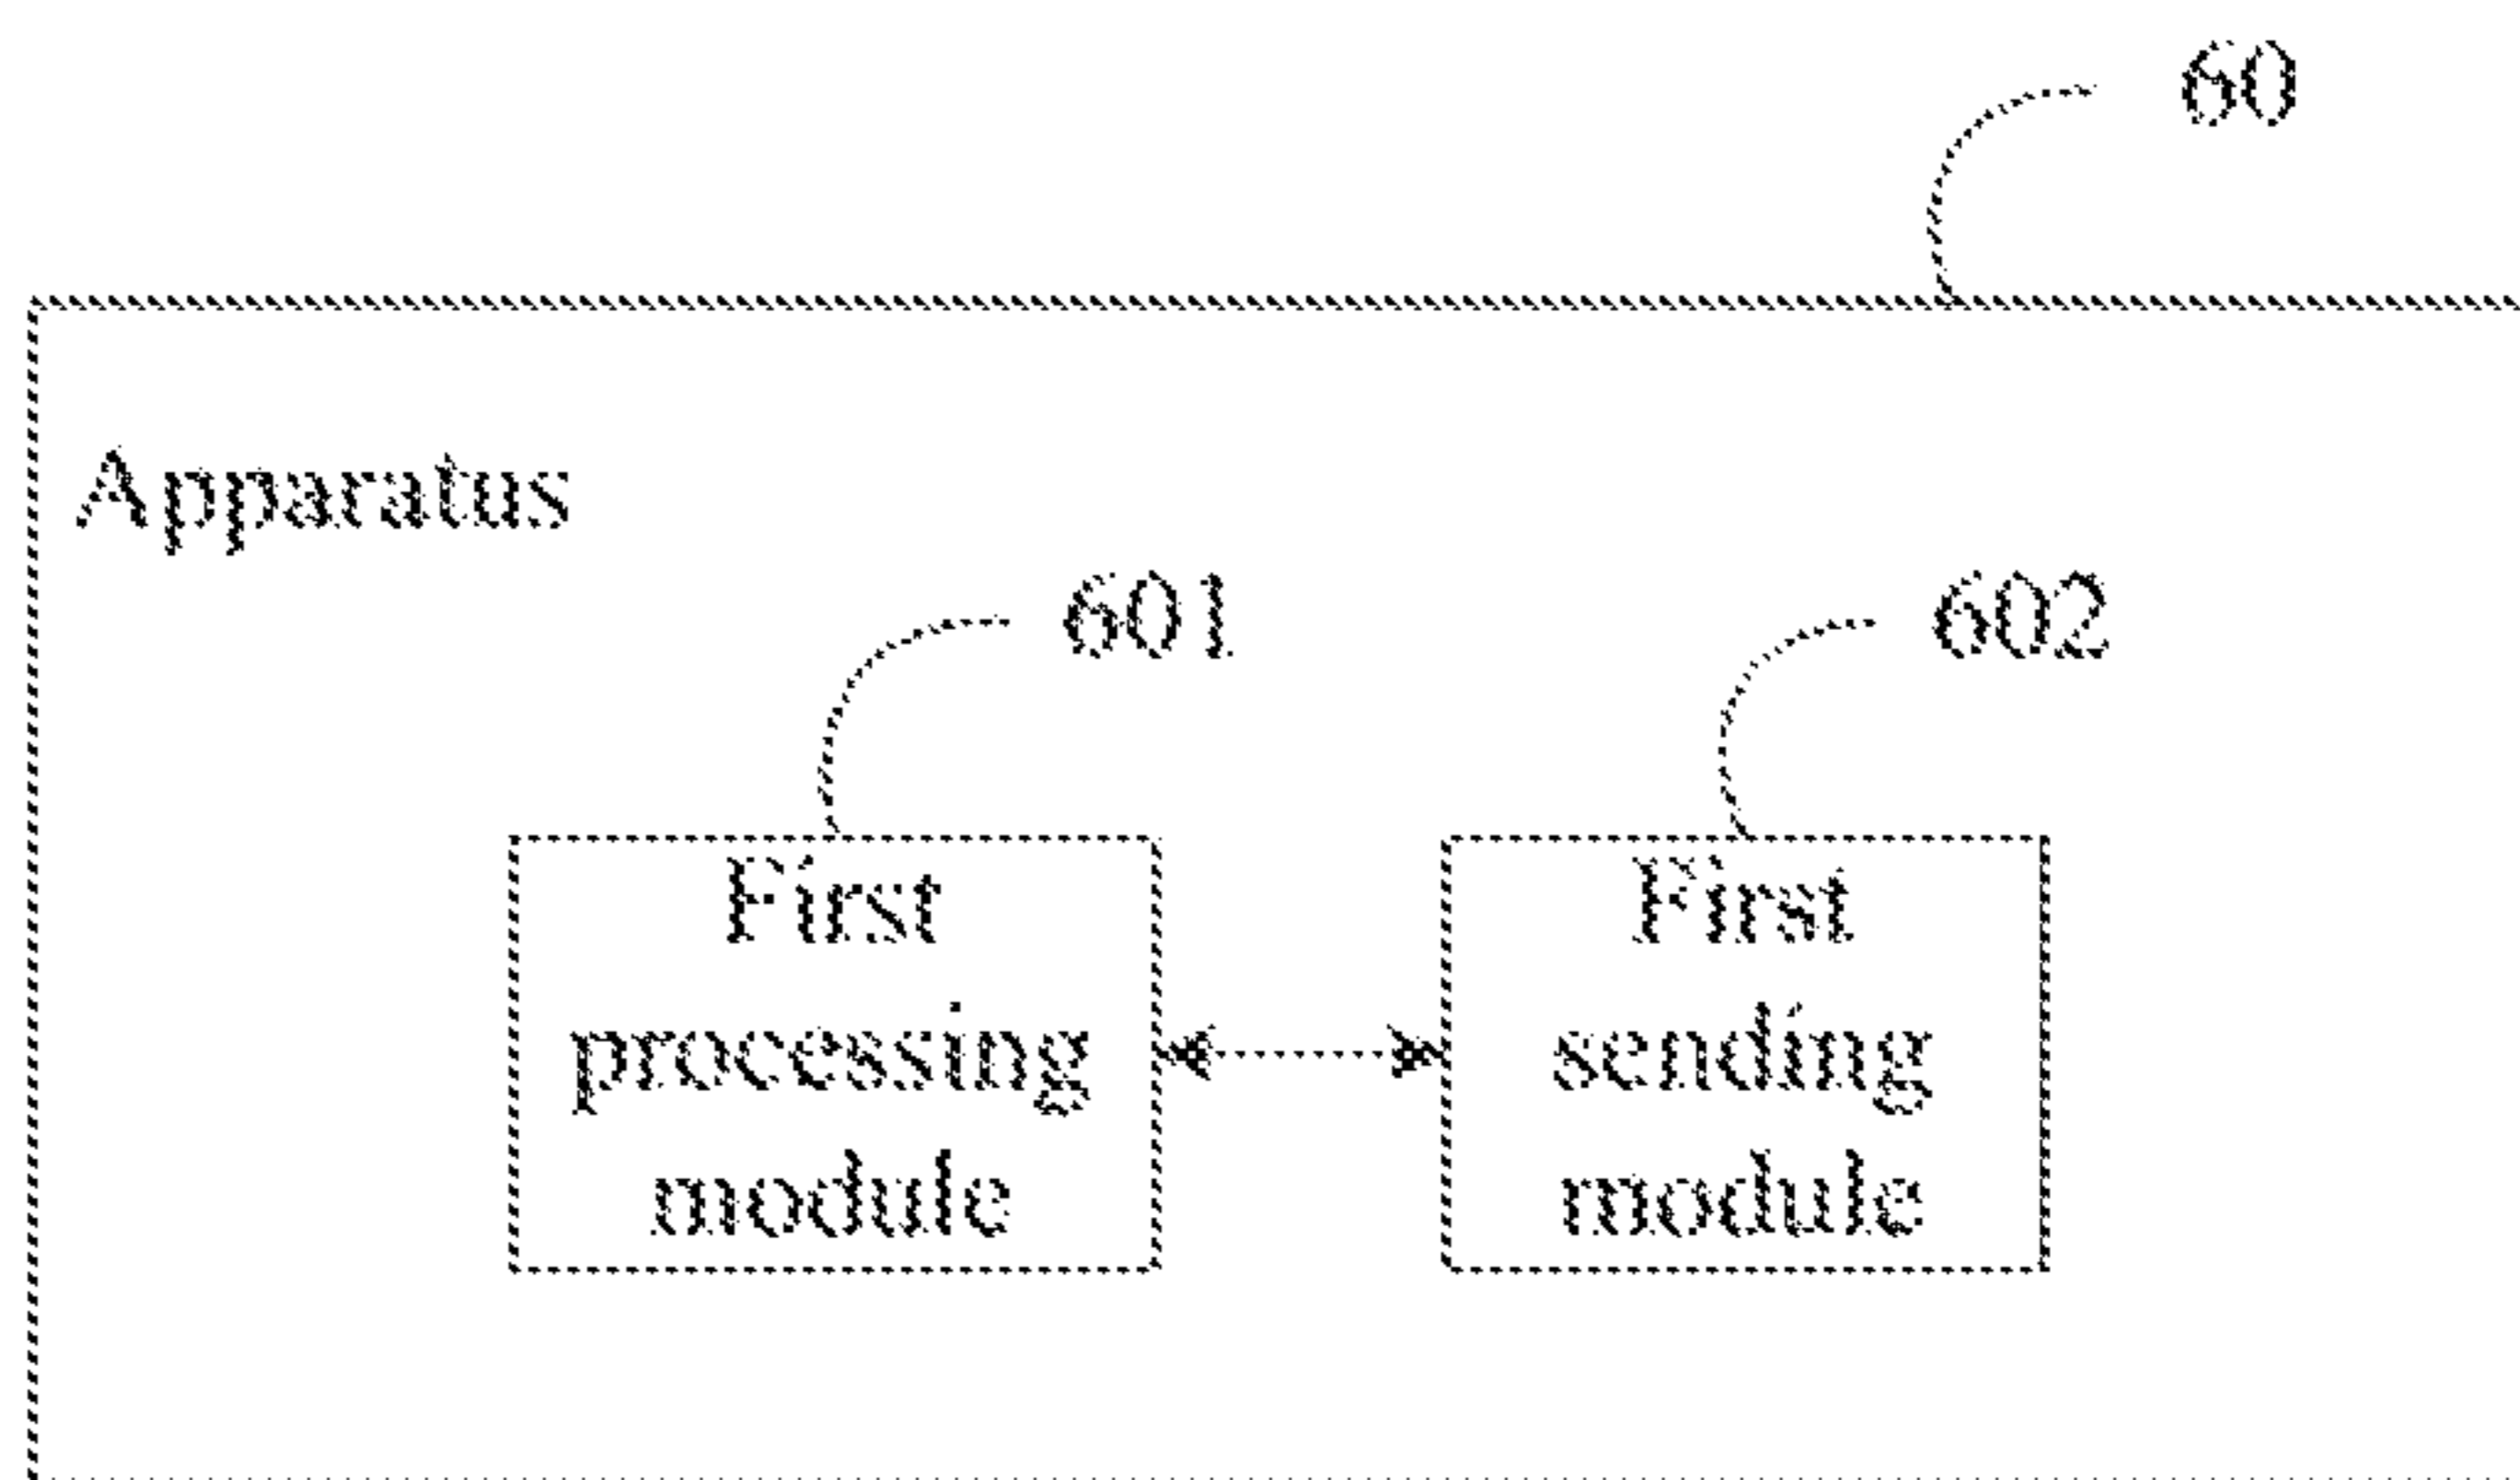 60
Apparatus
601
602
First
processing
module
First
sending
module